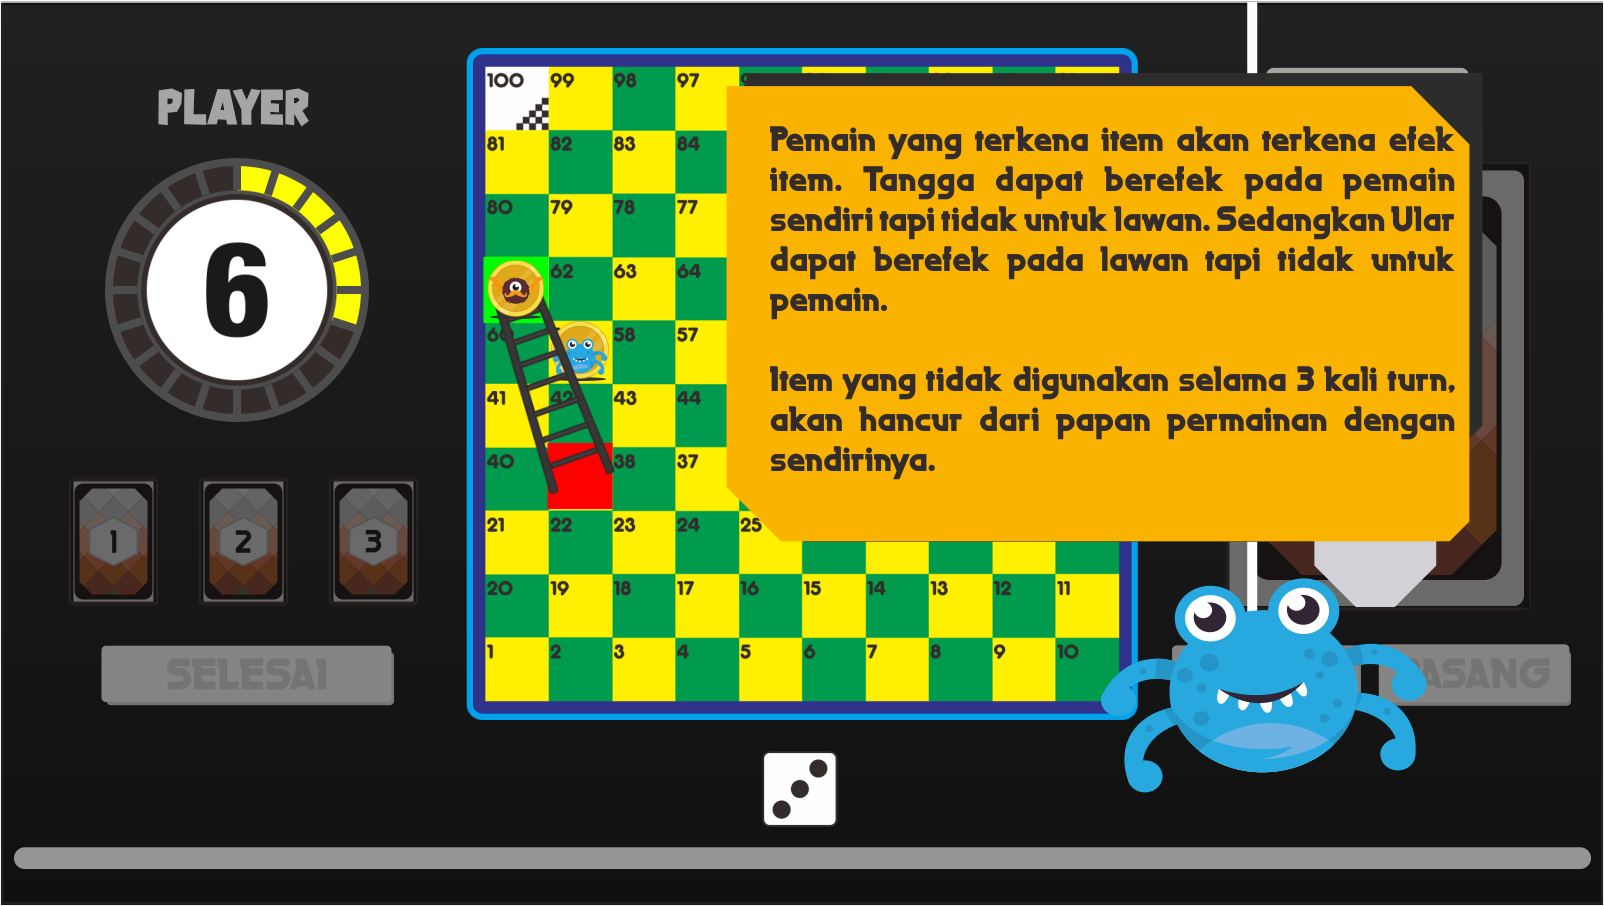 PLAYER
6
1 2 3
SELESAI
100 99 98 97
81 82 83 84
80 79 78 77
62 63 64
60 58 57
41 42 43 44
40 38 37
21 22 23 24 25
20 19 18 17 16 15 14 13 12 11
1 2 3 4 5 6 7 8 9 10
Pemain yang terkena item akan terkena efek
item. Tangga dapat berefek pada pemain
sendiri tapi tidak untuk lawan. Sedangkan Ular
dapat berefek pada lawan tapi tidak untuk
pemain.
Item yang tidak digunakan selama 3 kali turn,
akan hancur dari papan permainan dengan
sendirinya.
ASANG